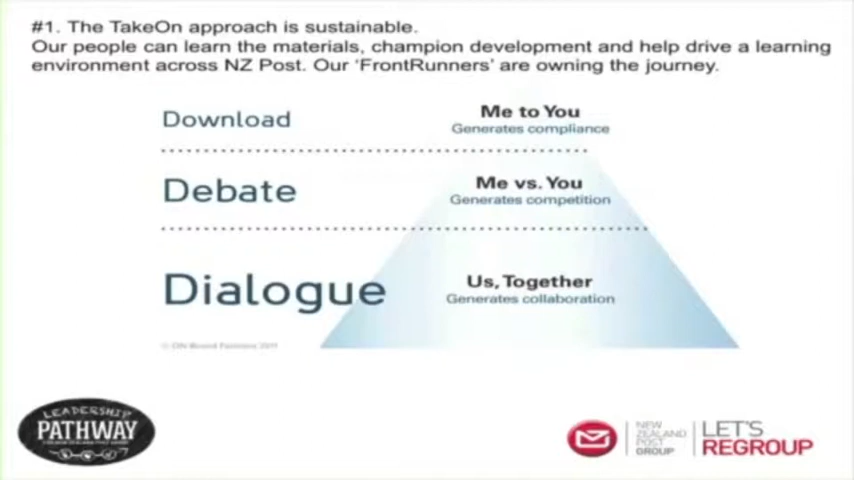 #1. The TakeOn approach is sustainable.
Our people can learn the materials, champion development and help drive a learning
environment across NZ Post. Our ‘FrontRunners’ are owning the journey.
Download
Me to You
Generates compliance
Debate
Me vs. You
Generates competition
Dialogue
Us, Together
Generates collaboration
LEADERSHIP
PATHWAY
NEW
ZEALAND
POST
GROUP
LET'S
REGROUP